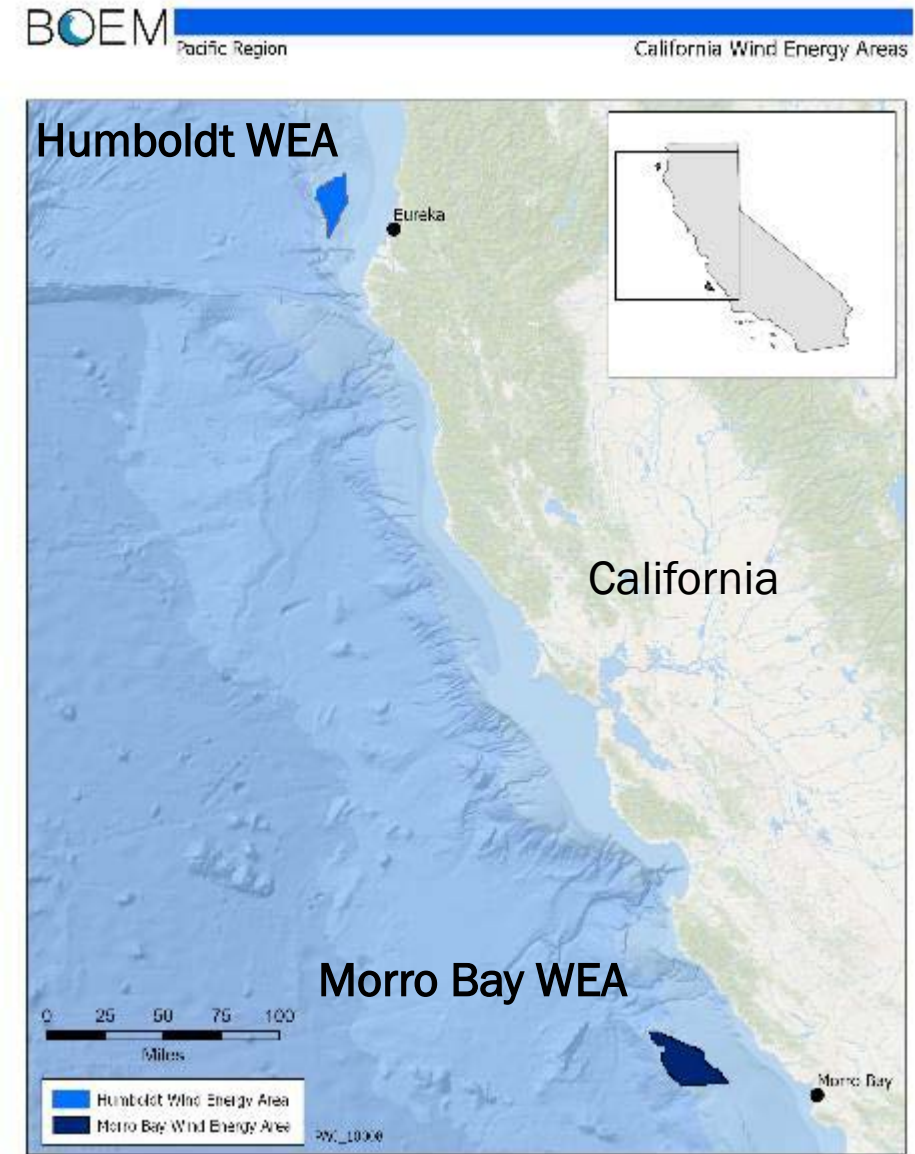 BOEM
Pacific Region
California Wind Energy Areas
Humboldt WEA
Eureka
California
Morro Bay WEA
0 25 50 75 100
Miles
Morro Bay
Humboldt Wind Energy Area
Morro Bay Wind Energy Area